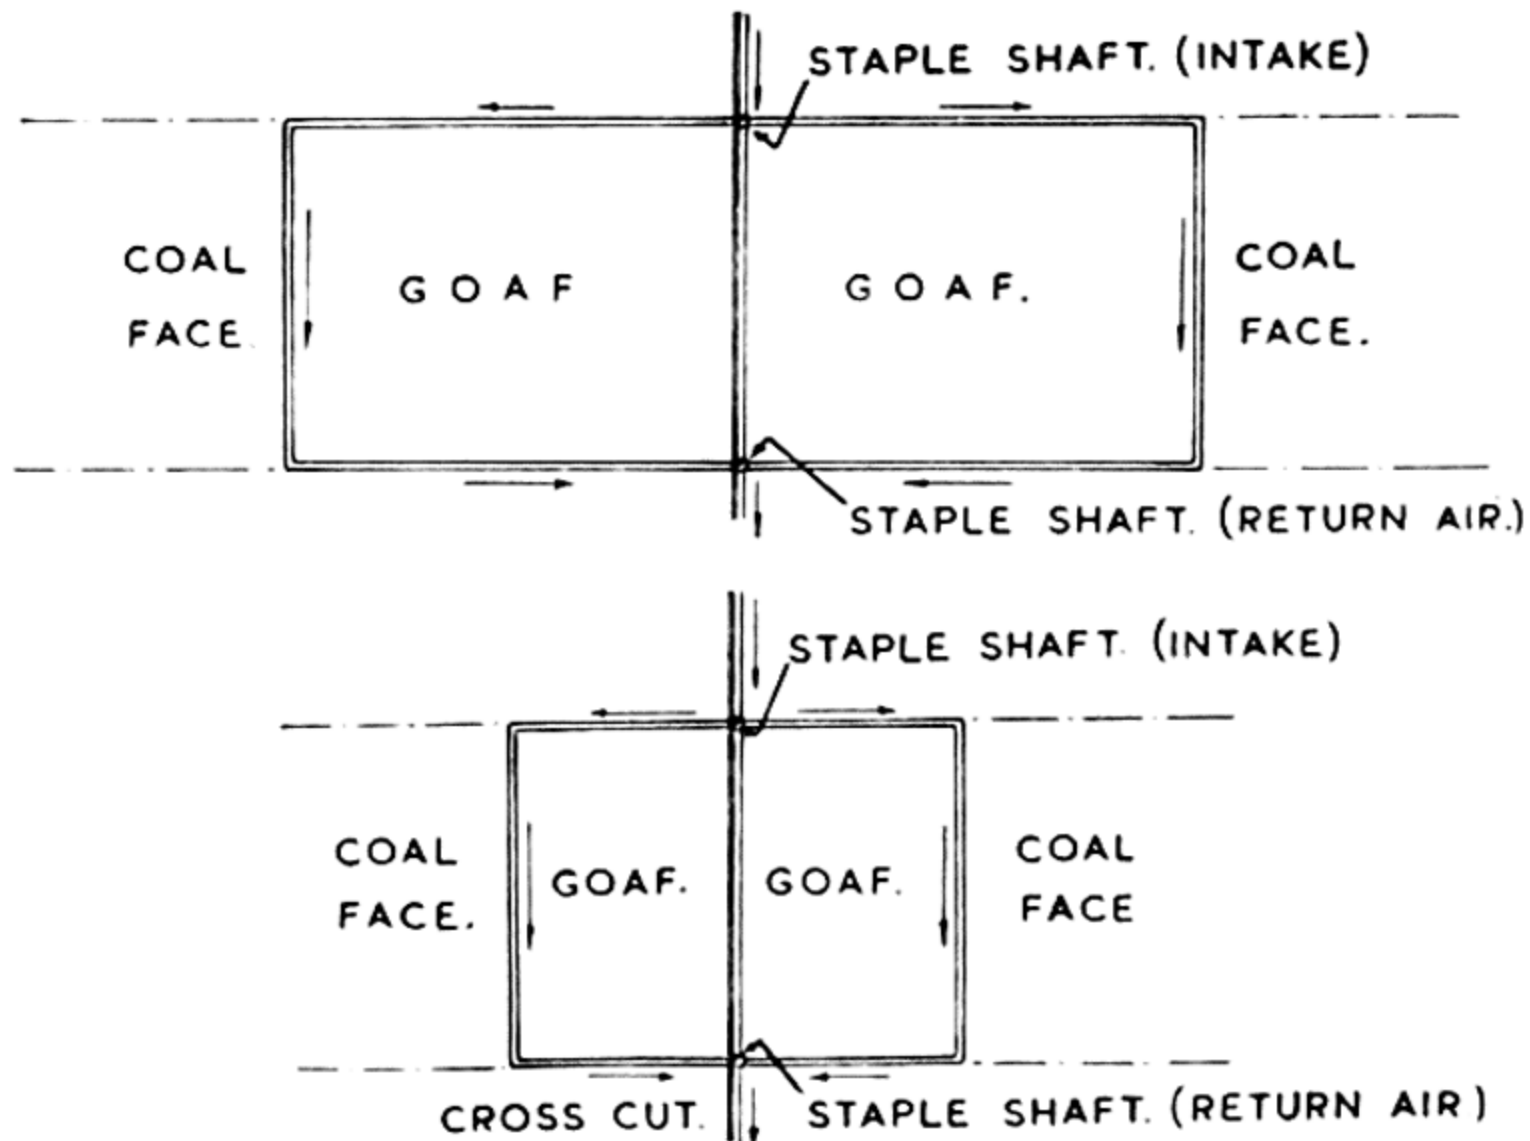 STAPLE SHAFT. (INTAKE)
COAL
FACE.
GOAF
GOAF.
COAL
FACE.
STAPLE SHAFT. (RETURN AIR.)
STAPLE SHAFT. (INTAKE)
COAL
FACE.
GOAF.
GOAF.
COAL
FACE
CROSS CUT.
STAPLE SHAFT. (RETURN AIR)